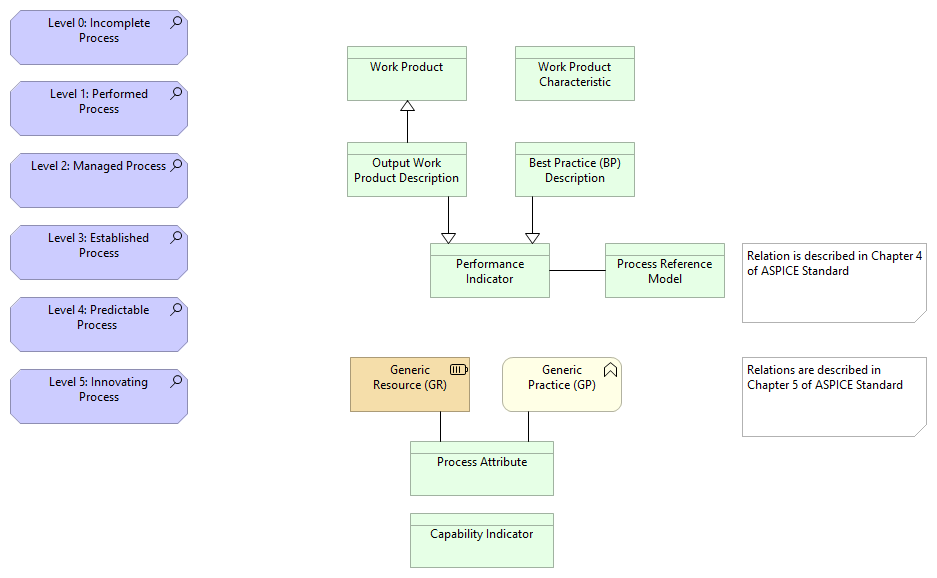 Level 0: Incomplete
Process
Level 1: Performed
Process
Level 2: Managed Process
Level 3: Established
Process
Level 4: Predictable
Process
Level 5: Innovating
Process
Work Product
Work Product
Characteristic
Output Work
Product Description
Best Practice (BP)
Description
Performance
Indicator
Process Reference
Model
Relation is described in Chapter 4
of ASPICE Standard
Generic
Resource (GR)
Generic
Practice (GP)
Relations are described in
Chapter 5 of ASPICE Standard
Process Attribute
Capability Indicator